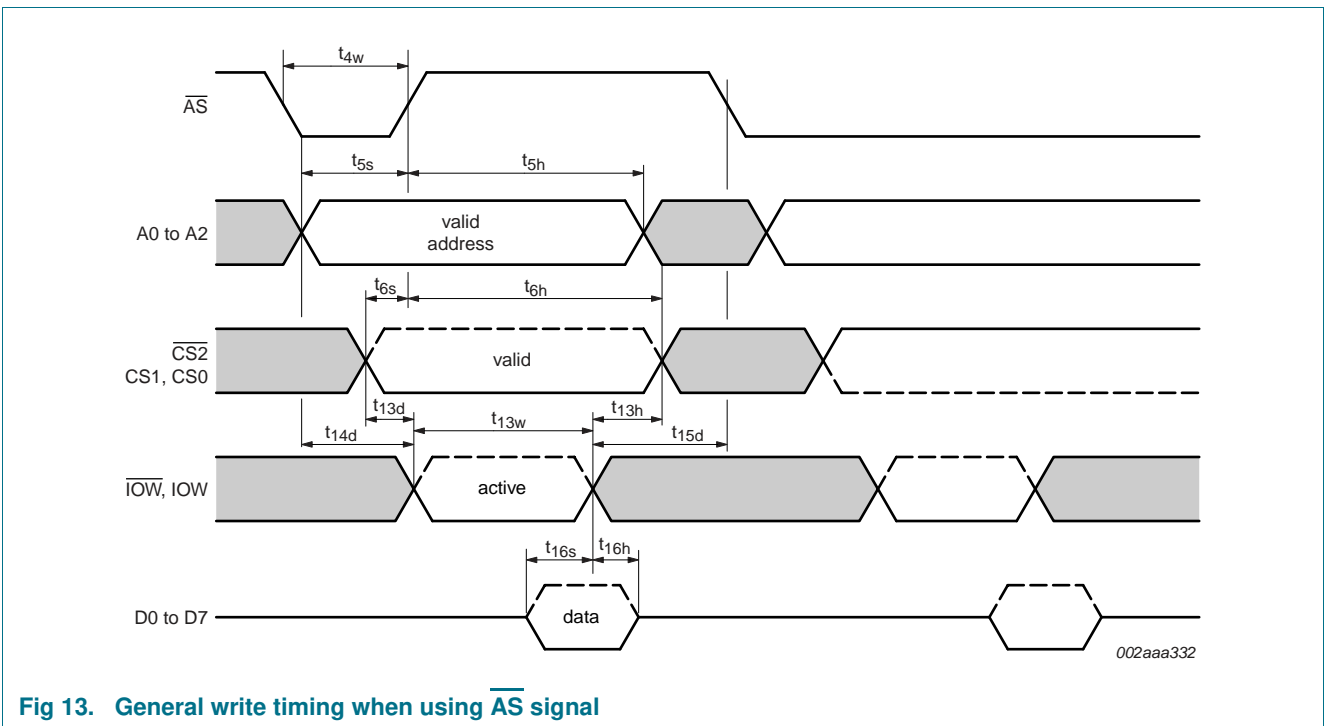 t4w
AS
t5s t5h
A0 to A2
valid
address
t6s t6h
CS2
CS1, CS0
valid
t13d t13w t13h
t14d t15d
IOW, IOW
active
t16s t16h
D0 to D7
data
002aaa332
Fig 13. General write timing when using AS signal